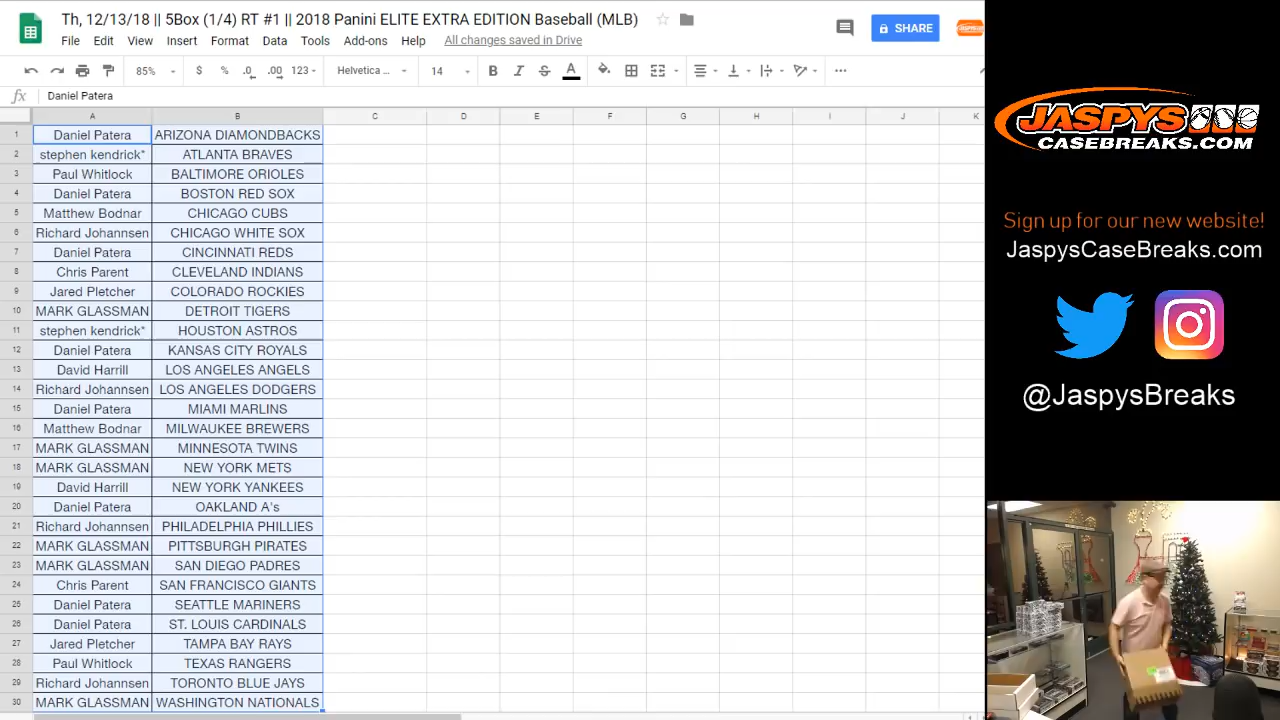 Th, 12/13/18 || 5Box (1/4) RT #1 || 2018 Panini ELITE EXTRA EDITION Baseball (MLB)
File Edit View Insert Format Data Tools Add-ons Help All changes saved in Drive
SHARE
85% $ % .0 .00 123 Helvetica ... 14 B I S A
fx Daniel Patera
A B C D E F G H I J K
1 Daniel Patera ARIZONA DIAMONDBACKS
2 stephen kendrick* ATLANTA BRAVES
3 Paul Whitlock BALTIMORE ORIOLES
4 Daniel Patera BOSTON RED SOX
5 Matthew Bodnar CHICAGO CUBS
6 Richard Johannsen CHICAGO WHITE SOX
7 Daniel Patera CINCINNATI REDS
8 Chris Parent CLEVELAND INDIANS
9 Jared Pletcher COLORADO ROCKIES
10 MARK GLASSMAN DETROIT TIGERS
11 stephen kendrick* HOUSTON ASTROS
12 Daniel Patera KANSAS CITY ROYALS
13 David Harrill LOS ANGELES ANGELS
14 Richard Johannsen LOS ANGELES DODGERS
15 Daniel Patera MIAMI MARLINS
16 Matthew Bodnar MILWAUKEE BREWERS
17 MARK GLASSMAN MINNESOTA TWINS
18 MARK GLASSMAN NEW YORK METS
19 David Harrill NEW YORK YANKEES
20 Daniel Patera OAKLAND A's
21 Richard Johannsen PHILADELPHIA PHILLIES
22 MARK GLASSMAN PITTSBURGH PIRATES
23 MARK GLASSMAN SAN DIEGO PADRES
24 Chris Parent SAN FRANCISCO GIANTS
25 Daniel Patera SEATTLE MARINERS
26 Daniel Patera ST. LOUIS CARDINALS
27 Jared Pletcher TAMPA BAY RAYS
28 Paul Whitlock TEXAS RANGERS
29 Richard Johannsen TORONTO BLUE JAYS
30 MARK GLASSMAN WASHINGTON NATIONALS
JASPYS
CASEBREAKS.COM
Sign up for our new website!
JaspysCaseBreaks.com
@JaspysBreaks